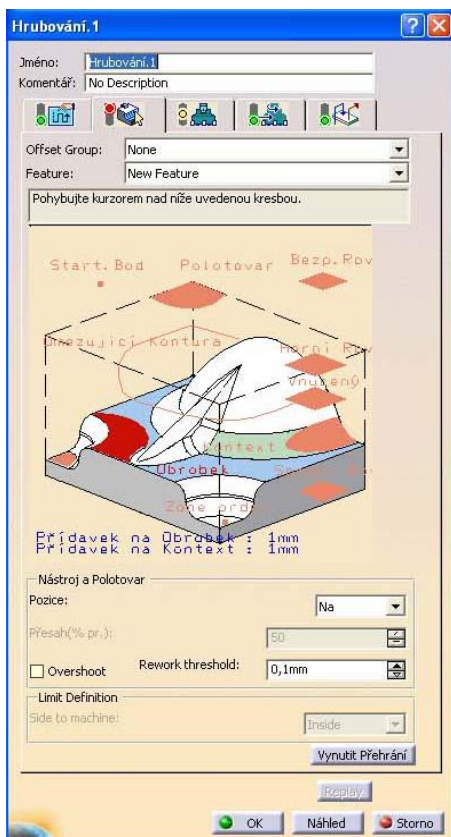 Hrubování.1
Jméno: Hrubování.1
Komentář: No Description
Offset Group: None
Feature: New Feature
Pohybujte kurzorem nad níže uvedenou kresbou.
Start.Bod Polotovar Bezp.Rov
Omezující Kontura
Horní Rov
Vnucený
Kontext
Obrobek
Zone order
Přídavek na Obrobek : 1mm
Přídavek na Kontext : 1mm
Nástroj a Polotovar
Pozice: Na
Přesah(% pr.): 50
Overshoot Rework threshold: 0,1mm
Limit Definition
Side to machine: Inside
Vynutit Přehrání
Replay
OK Náhled Storno